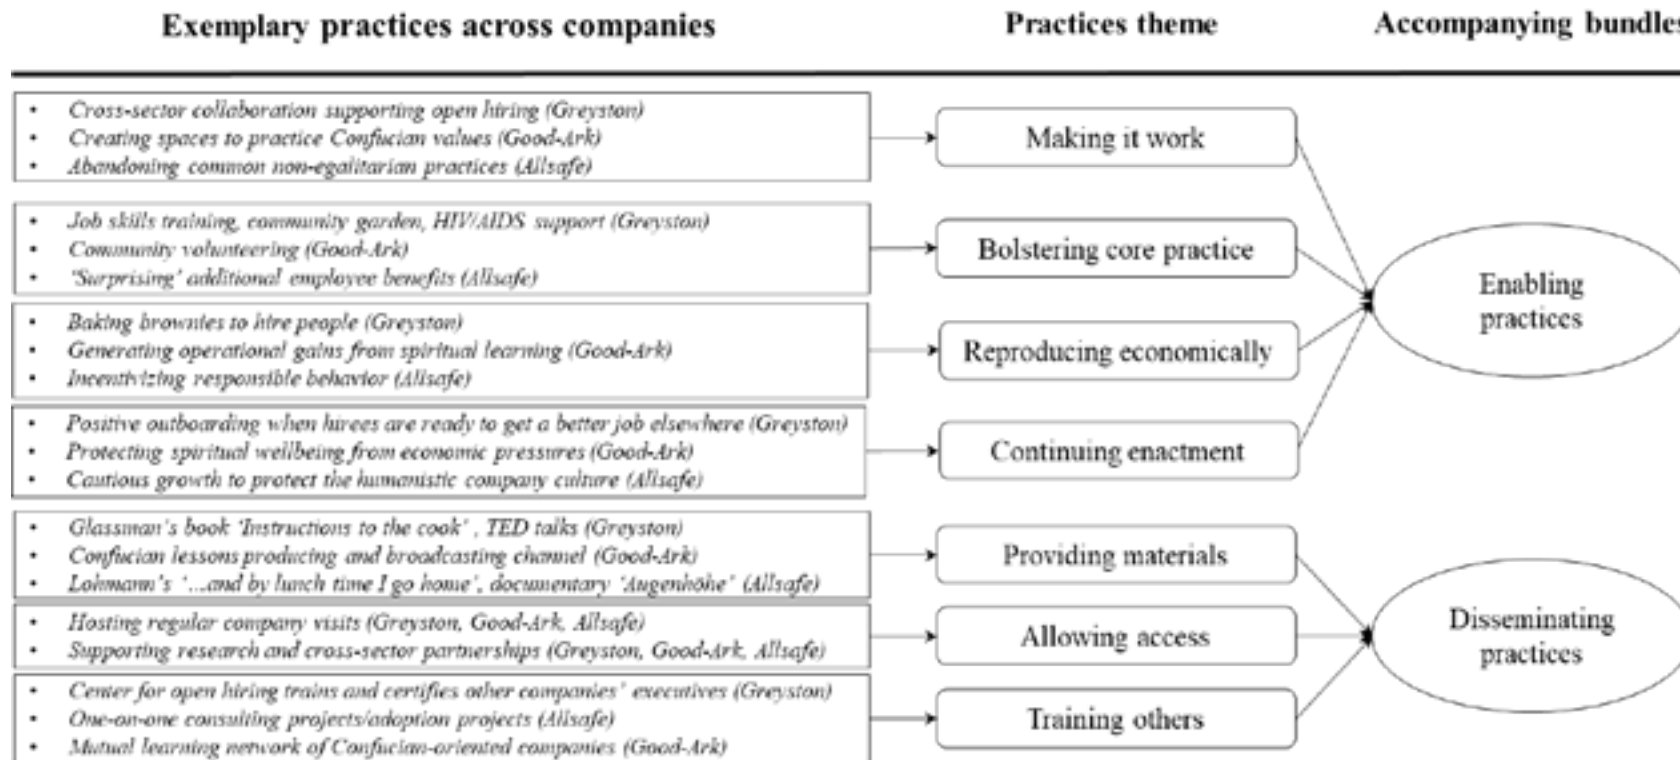 Exemplary practices across companies
Practices theme
Accompanying bundles
• Cross-sector collaboration supporting open hiring (Greyston)
• Creating spaces to practice Confucian values (Good-Ark)
• Abandoning common non-egalitarian practices (Allsafe)
Making it work
• Job skills training, community garden, HIV/AIDS support (Greyston)
• Community volunteering (Good-Ark)
• 'Surprising' additional employee benefits (Allsafe)
Bolstering core practice
• Baking brownies to hire people (Greyston)
• Generating operational gains from spiritual learning (Good-Ark)
• Incentivizing responsible behavior (Allsafe)
Reproducing economically
• Positive outboarding when hirees are ready to get a better job elsewhere (Greyston)
• Protecting spiritual wellbeing from economic pressures (Good-Ark)
• Cautious growth to protect the humanistic company culture (Allsafe)
Continuing enactment
Enabling
practices
• Glassman's book 'Instructions to the cook' , TED talks (Greyston)
• Confucian lessons producing and broadcasting channel (Good-Ark)
• Lohmann's '...and by lunch time I go home', documentary 'Augenhöhe' (Allsafe)
Providing materials
• Hosting regular company visits (Greyston, Good-Ark, Allsafe)
• Supporting research and cross-sector partnerships (Greyston, Good-Ark, Allsafe)
Allowing access
• Center for open hiring trains and certifies other companies' executives (Greyston)
• One-on-one consulting projects/adoption projects (Allsafe)
• Mutual learning network of Confucian-oriented companies (Good-Ark)
Training others
Disseminating
practices